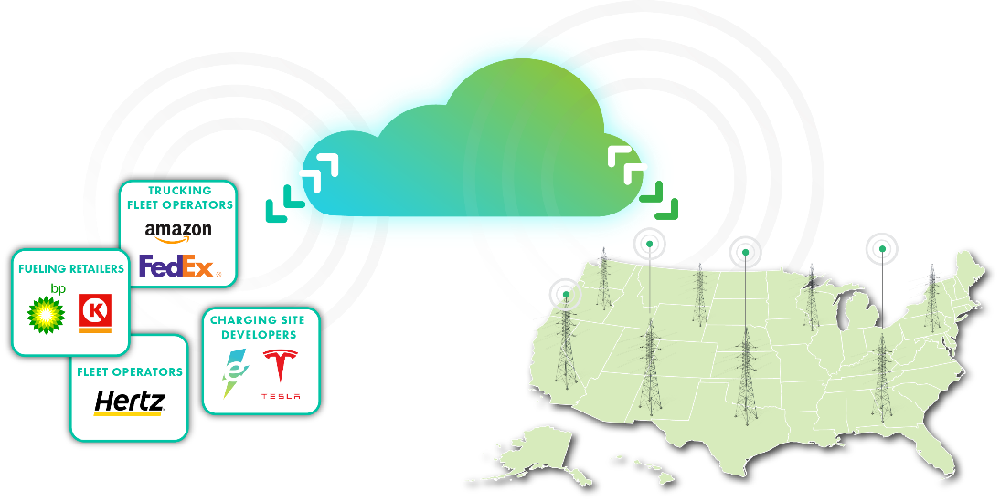 TRUCKING
FLEET OPERATORS
amazon
FedEx®
FUELING RETAILERS
bp
K
CHARGING SITE
DEVELOPERS
e
TESLA
FLEET OPERATORS
Hertz.